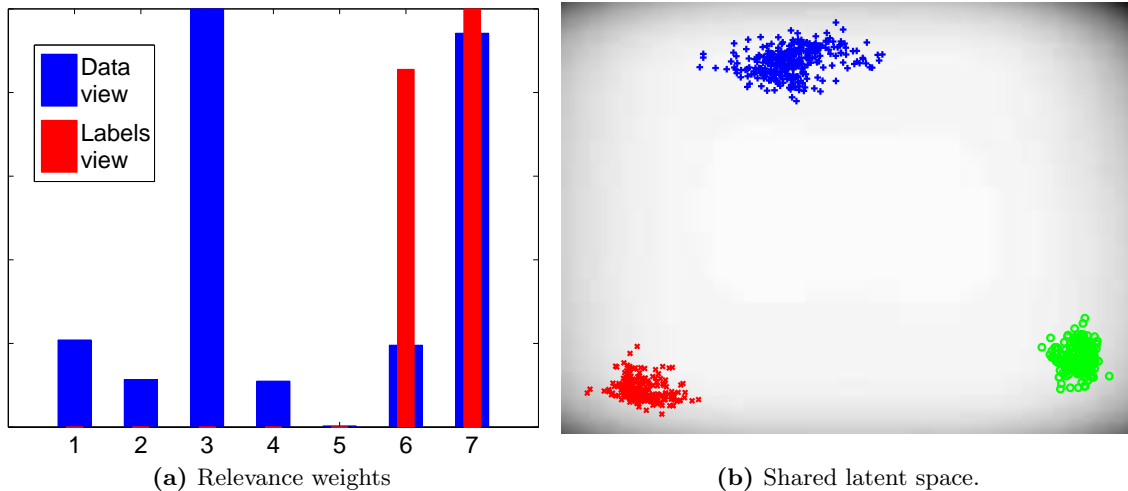 Data
view
Labels
view
1 2 3 4 5 6 7
(a) Relevance weights
(b) Shared latent space.